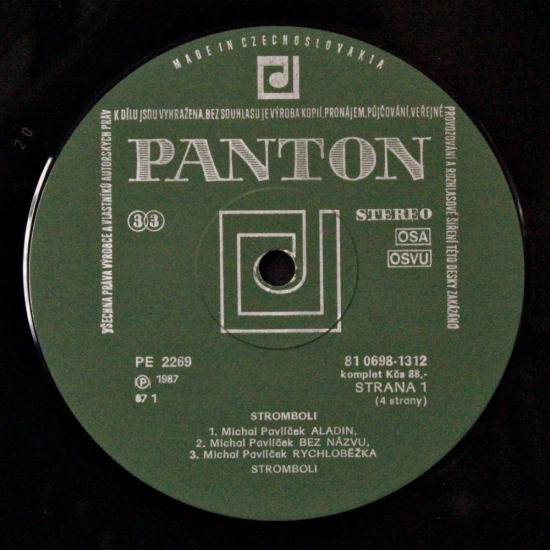 MADE IN CZECHOSLOVAKIA
VŠECHNA PRÁVA VÝROBCE A VLASTNÍKŮ AUTORSKÝCH PRÁV
K DÍLU JSOU VYHRAŽENA. BEZ SOUHLASU JE VÝROBA KOPIÍ, PRONÁJEM, PŮJČOVÁNÍ, VEŘEJNÉ
PROVOZOVÁNÍ A ROZHLASOVÉ ŠÍŘENÍ TÉTO DESKY ZAKÁZÁNO
PANTON
33
STEREO
OSA
OSVU
PE 2269
81 0698-1312
komplet Kčs 88,-
Ⓟ 1987
STRANA 1
67 1
(4 strany)
STROMBOLI
1. Michal Pavlíček ALADIN,
2. Michal Pavlíček BEZ NÁZVU,
3. Michal Pavlíček RYCHLOBĚŽKA
STROMBOLI
20